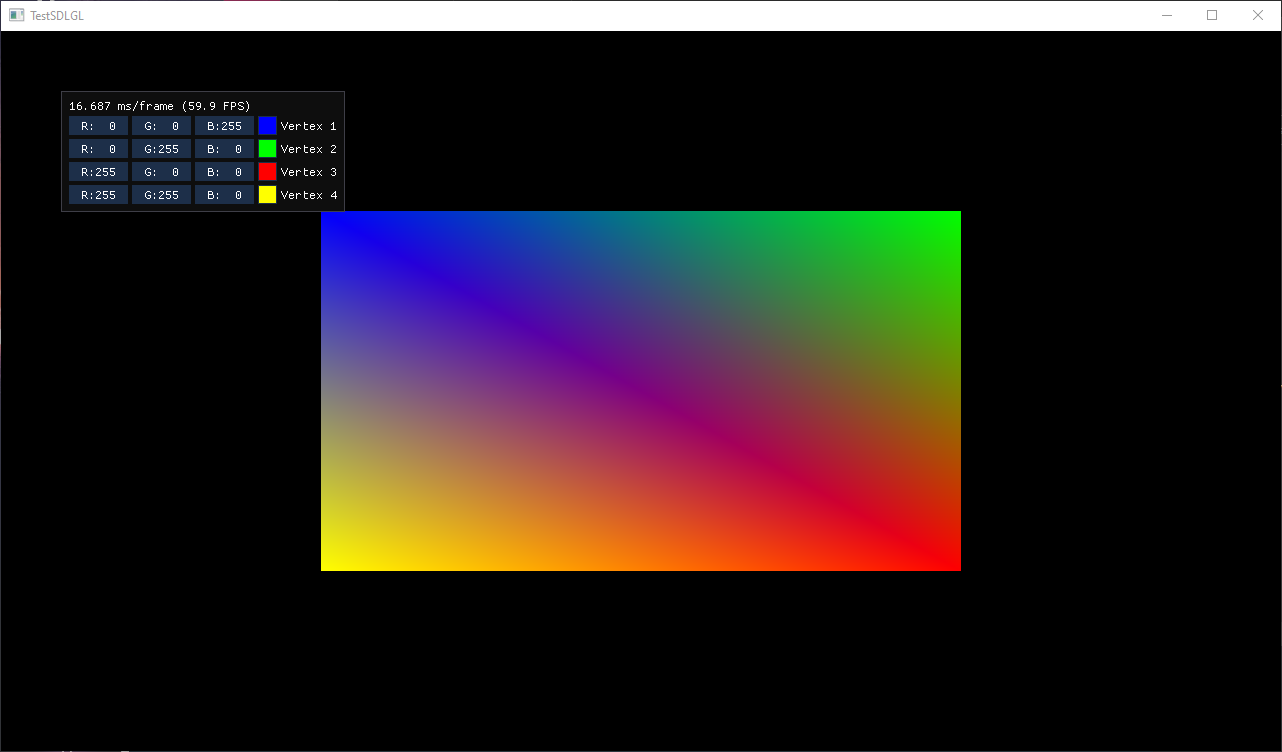 TestSDLGL
16.687 ms/frame (59.9 FPS)
R:  0 G:  0 B:255 Vertex 1
R:  0 G:255 B:  0 Vertex 2
R:255 G:  0 B:  0 Vertex 3
R:255 G:255 B:  0 Vertex 4